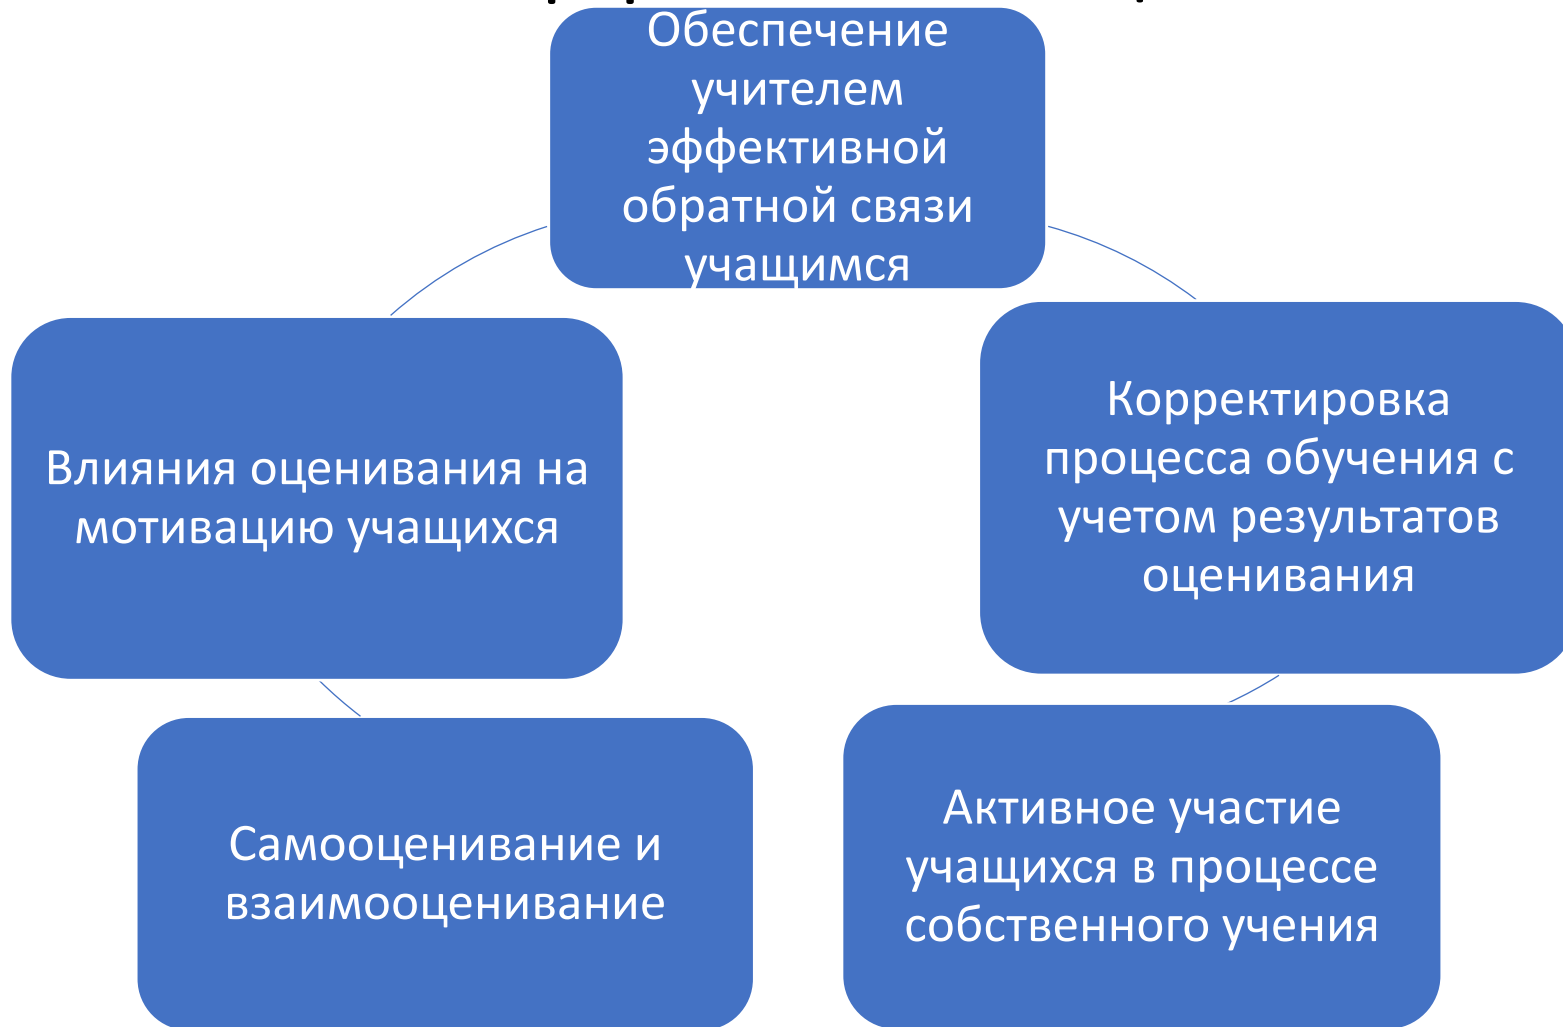 Обеспечение
учителем
эффективной
обратной связи
учащимся
Корректировка
процесса обучения с
учетом результатов
оценивания
Влияния оценивания на
мотивацию учащихся
Активное участие
учащихся в процессе
собственного учения
Самооценивание и
взаимооценивание